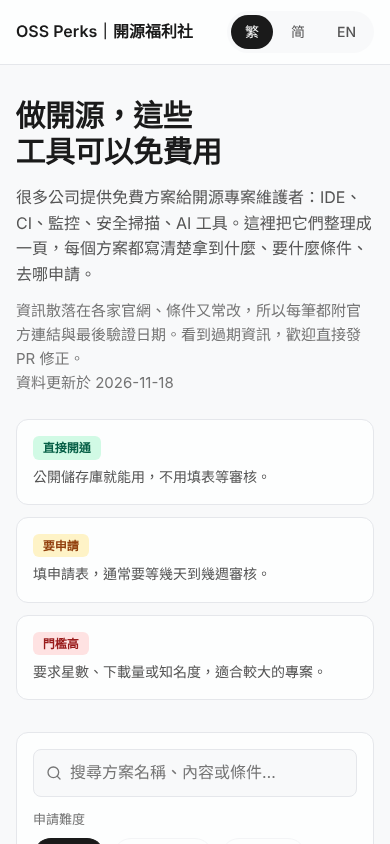 OSS Perks｜開源福利社
繁 简 EN
做開源，這些
工具可以免費用
很多公司提供免費方案給開源專案維護者：IDE、
CI、監控、安全掃描、AI 工具。這裡把它們整理成
一頁，每個方案都寫清楚拿到什麼、要什麼條件、
去哪申請。
資訊散落在各家官網、條件又常改，所以每筆都附官
方連結與最後驗證日期。看到過期資訊，歡迎直接發
PR 修正。
資料更新於 2026-11-18
直接開通
公開儲存庫就能用，不用填表等審核。
要申請
填申請表，通常要等幾天到幾週審核。
門檻高
要求星數、下載量或知名度，適合較大的專案。
搜尋方案名稱、內容或條件...
申請難度